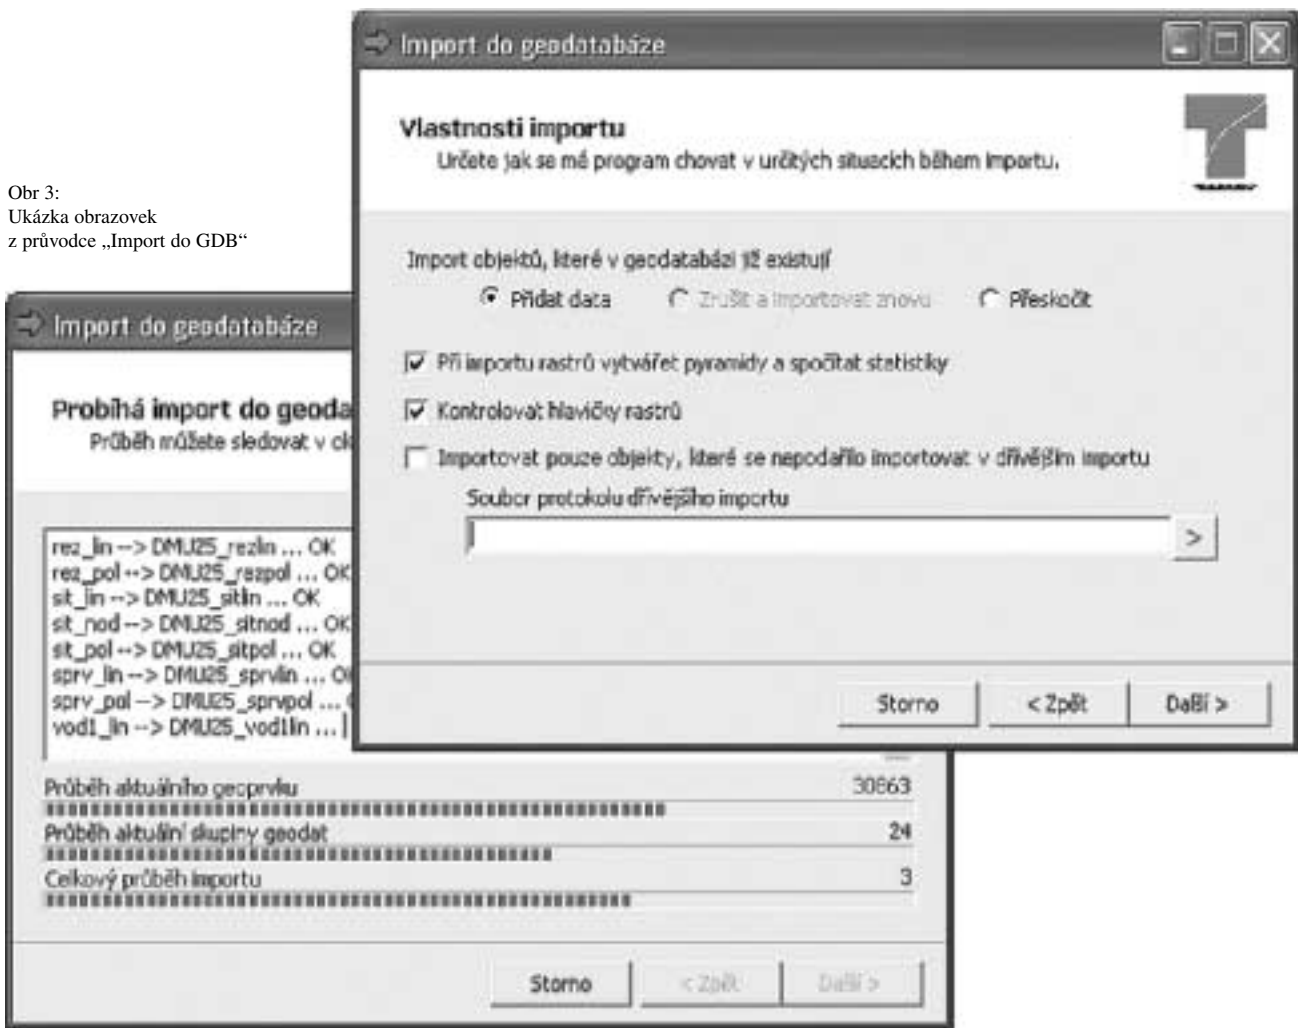 Obr 3:
Ukázka obrazovek
z průvodce „Import do GDB“
Import do geodatabáze
Vlastnosti importu
Určete jak se má program chovat v určitých situacích během importu.
Import objektů, které v geodatabázi již existují
Přidat data
Zrušit a importovat znovu
Přeskočit
Při importu rastrů vytvářet pyramidy a spočítat statistiky
Kontrolovat hlavičky rastrů
Importovat pouze objekty, které se nepodařilo importovat v dřívějším importu
Soubor protokolu dřívějšího importu
>
Storno
< Zpět
Další >
Import do geodatabáze
Probíhá import do geoda
Průběh můžete sledovat v ok
rez_lin --> DMU25_rezlin ... OK
rez_pol --> DMU25_rezpol ... OK
sit_lin --> DMU25_sitlin ... OK
sit_nod --> DMU25_sitnod ... OK
sit_pol --> DMU25_sitpol ... OK
sprv_lin --> DMU25_sprvlin ... O
sprv_pol --> DMU25_sprvpol ...
vod1_lin --> DMU25_vod1lin ...
Průběh aktuálního geoprvku
30863
Průběh aktuální skupiny geodat
24
Celkový průběh importu
3
Storno
< Zpět
Další >